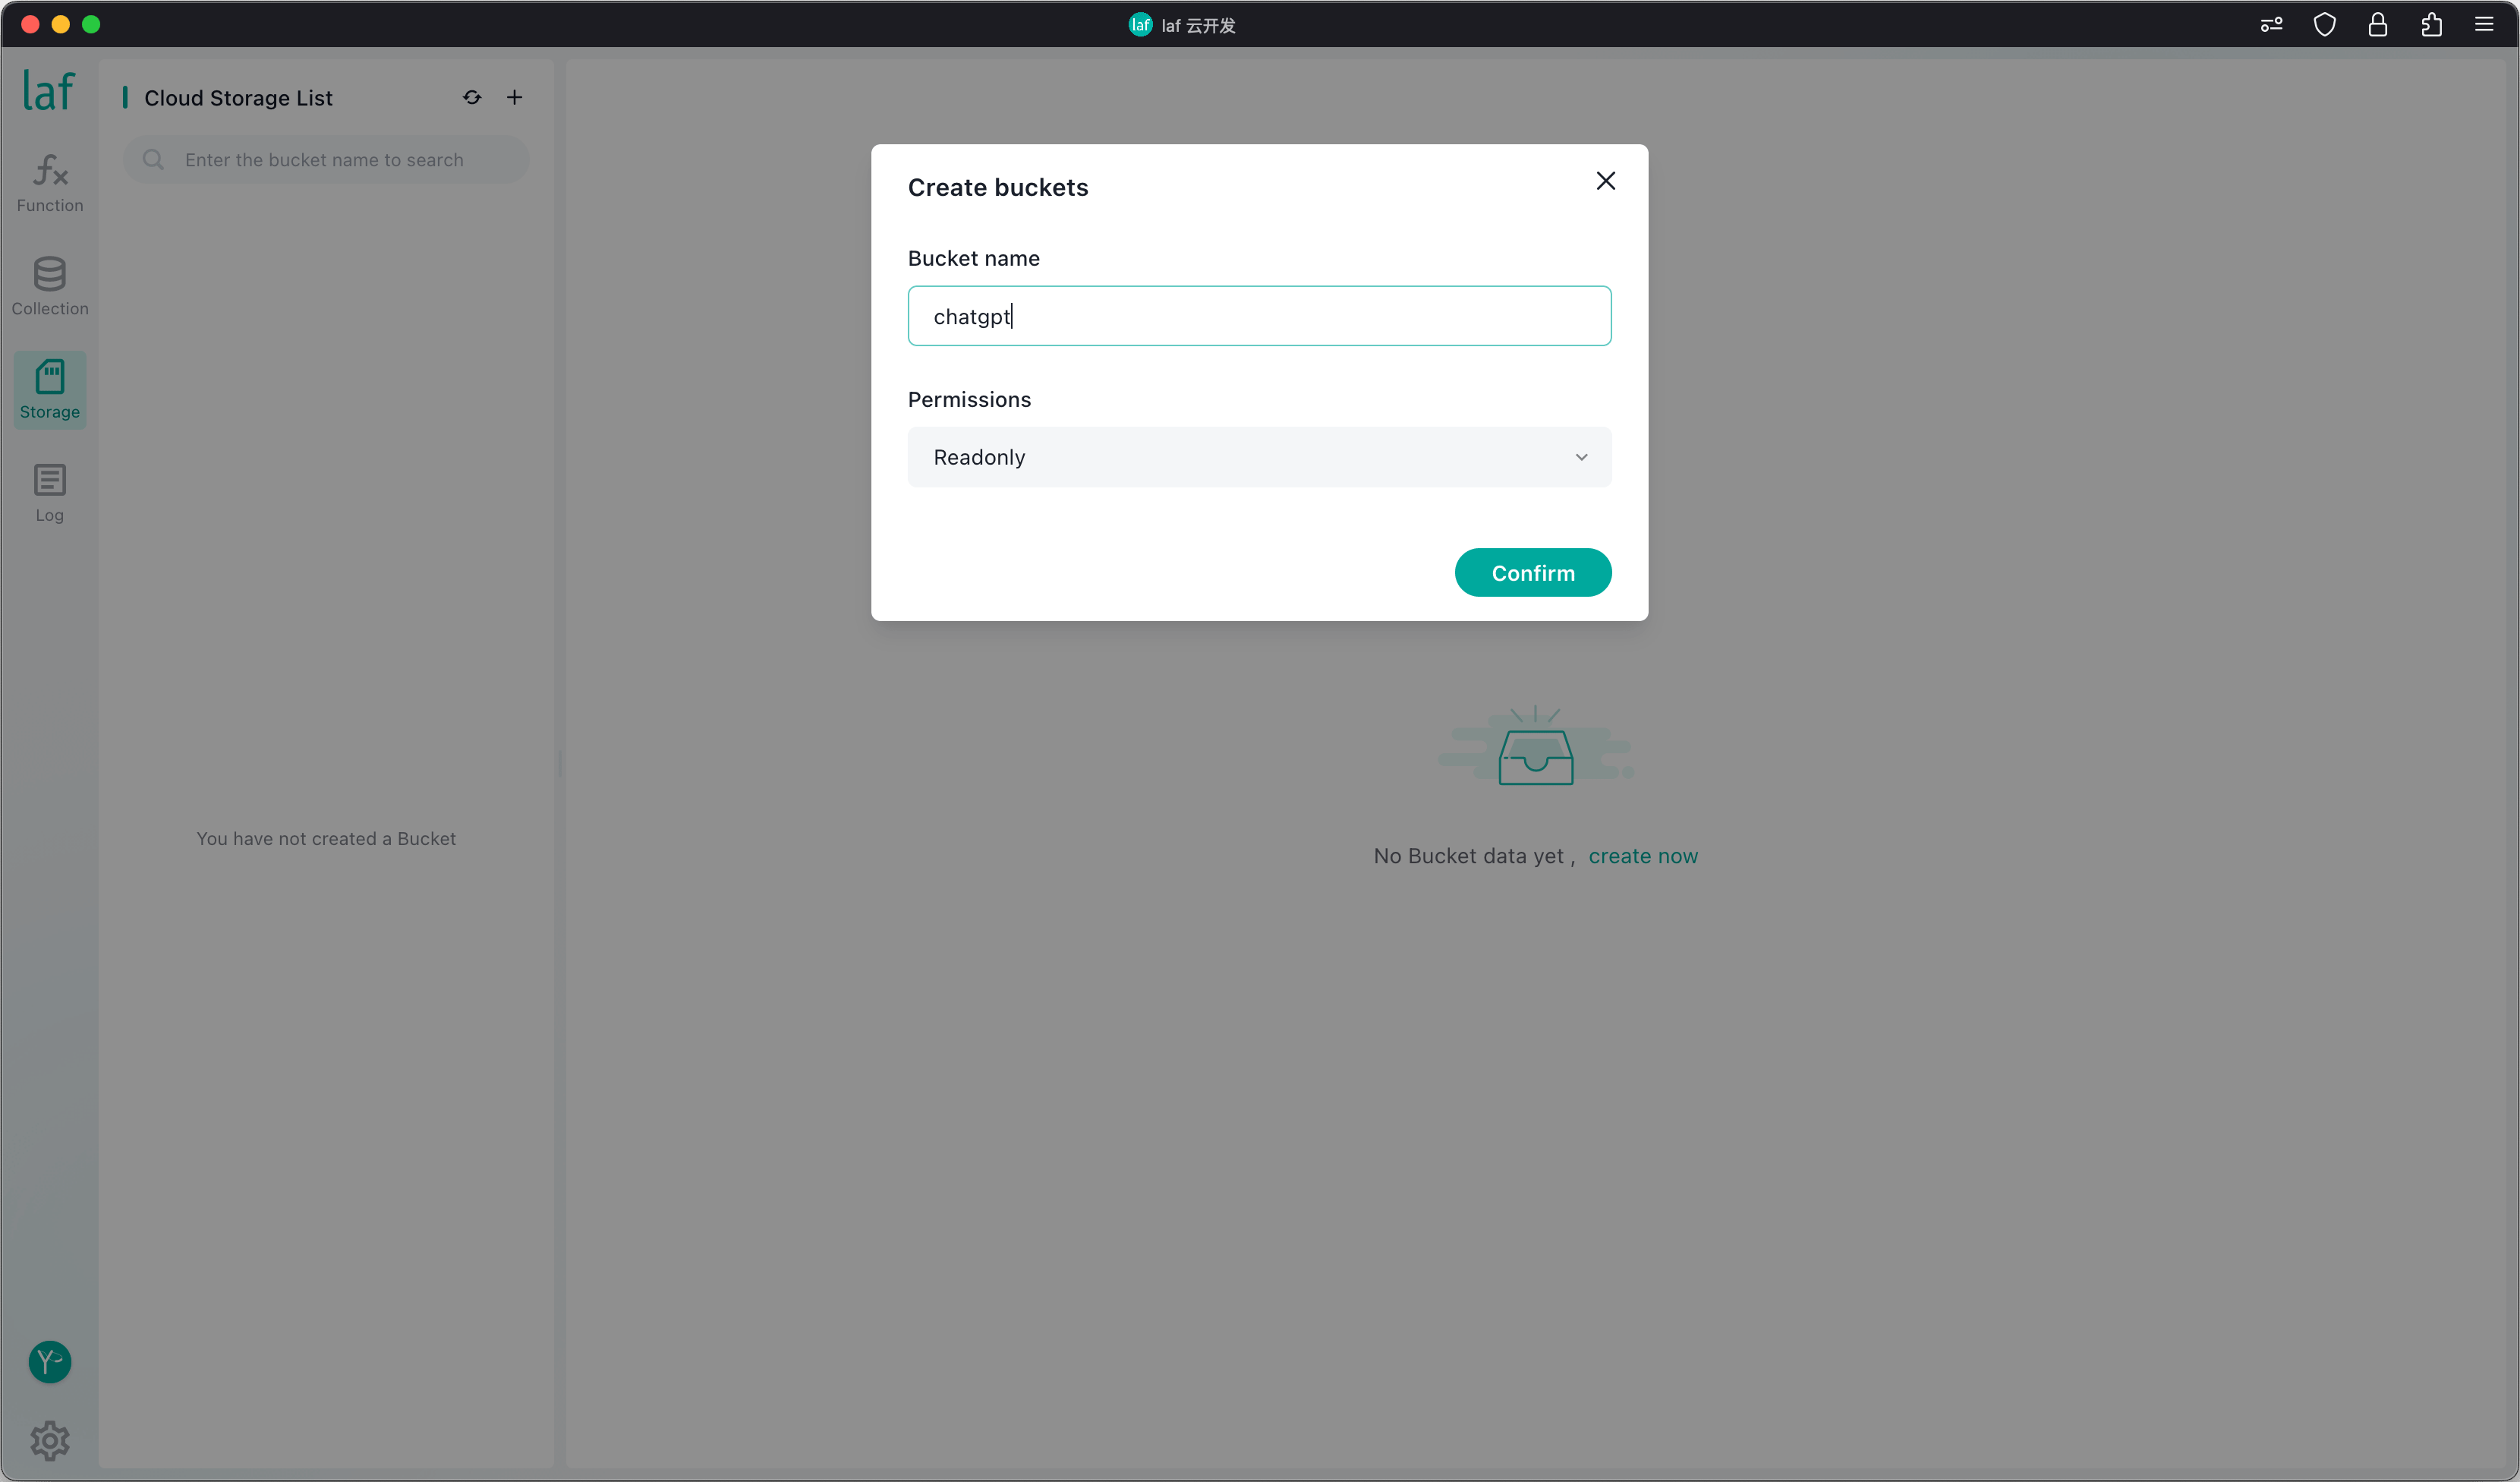 laf laf 云开发
laf
Function
Collection
Storage
Log
Cloud Storage List
Enter the bucket name to search
You have not created a Bucket
Create buckets
Bucket name
chatgpt
Permissions
Readonly
Confirm
No Bucket data yet , create now